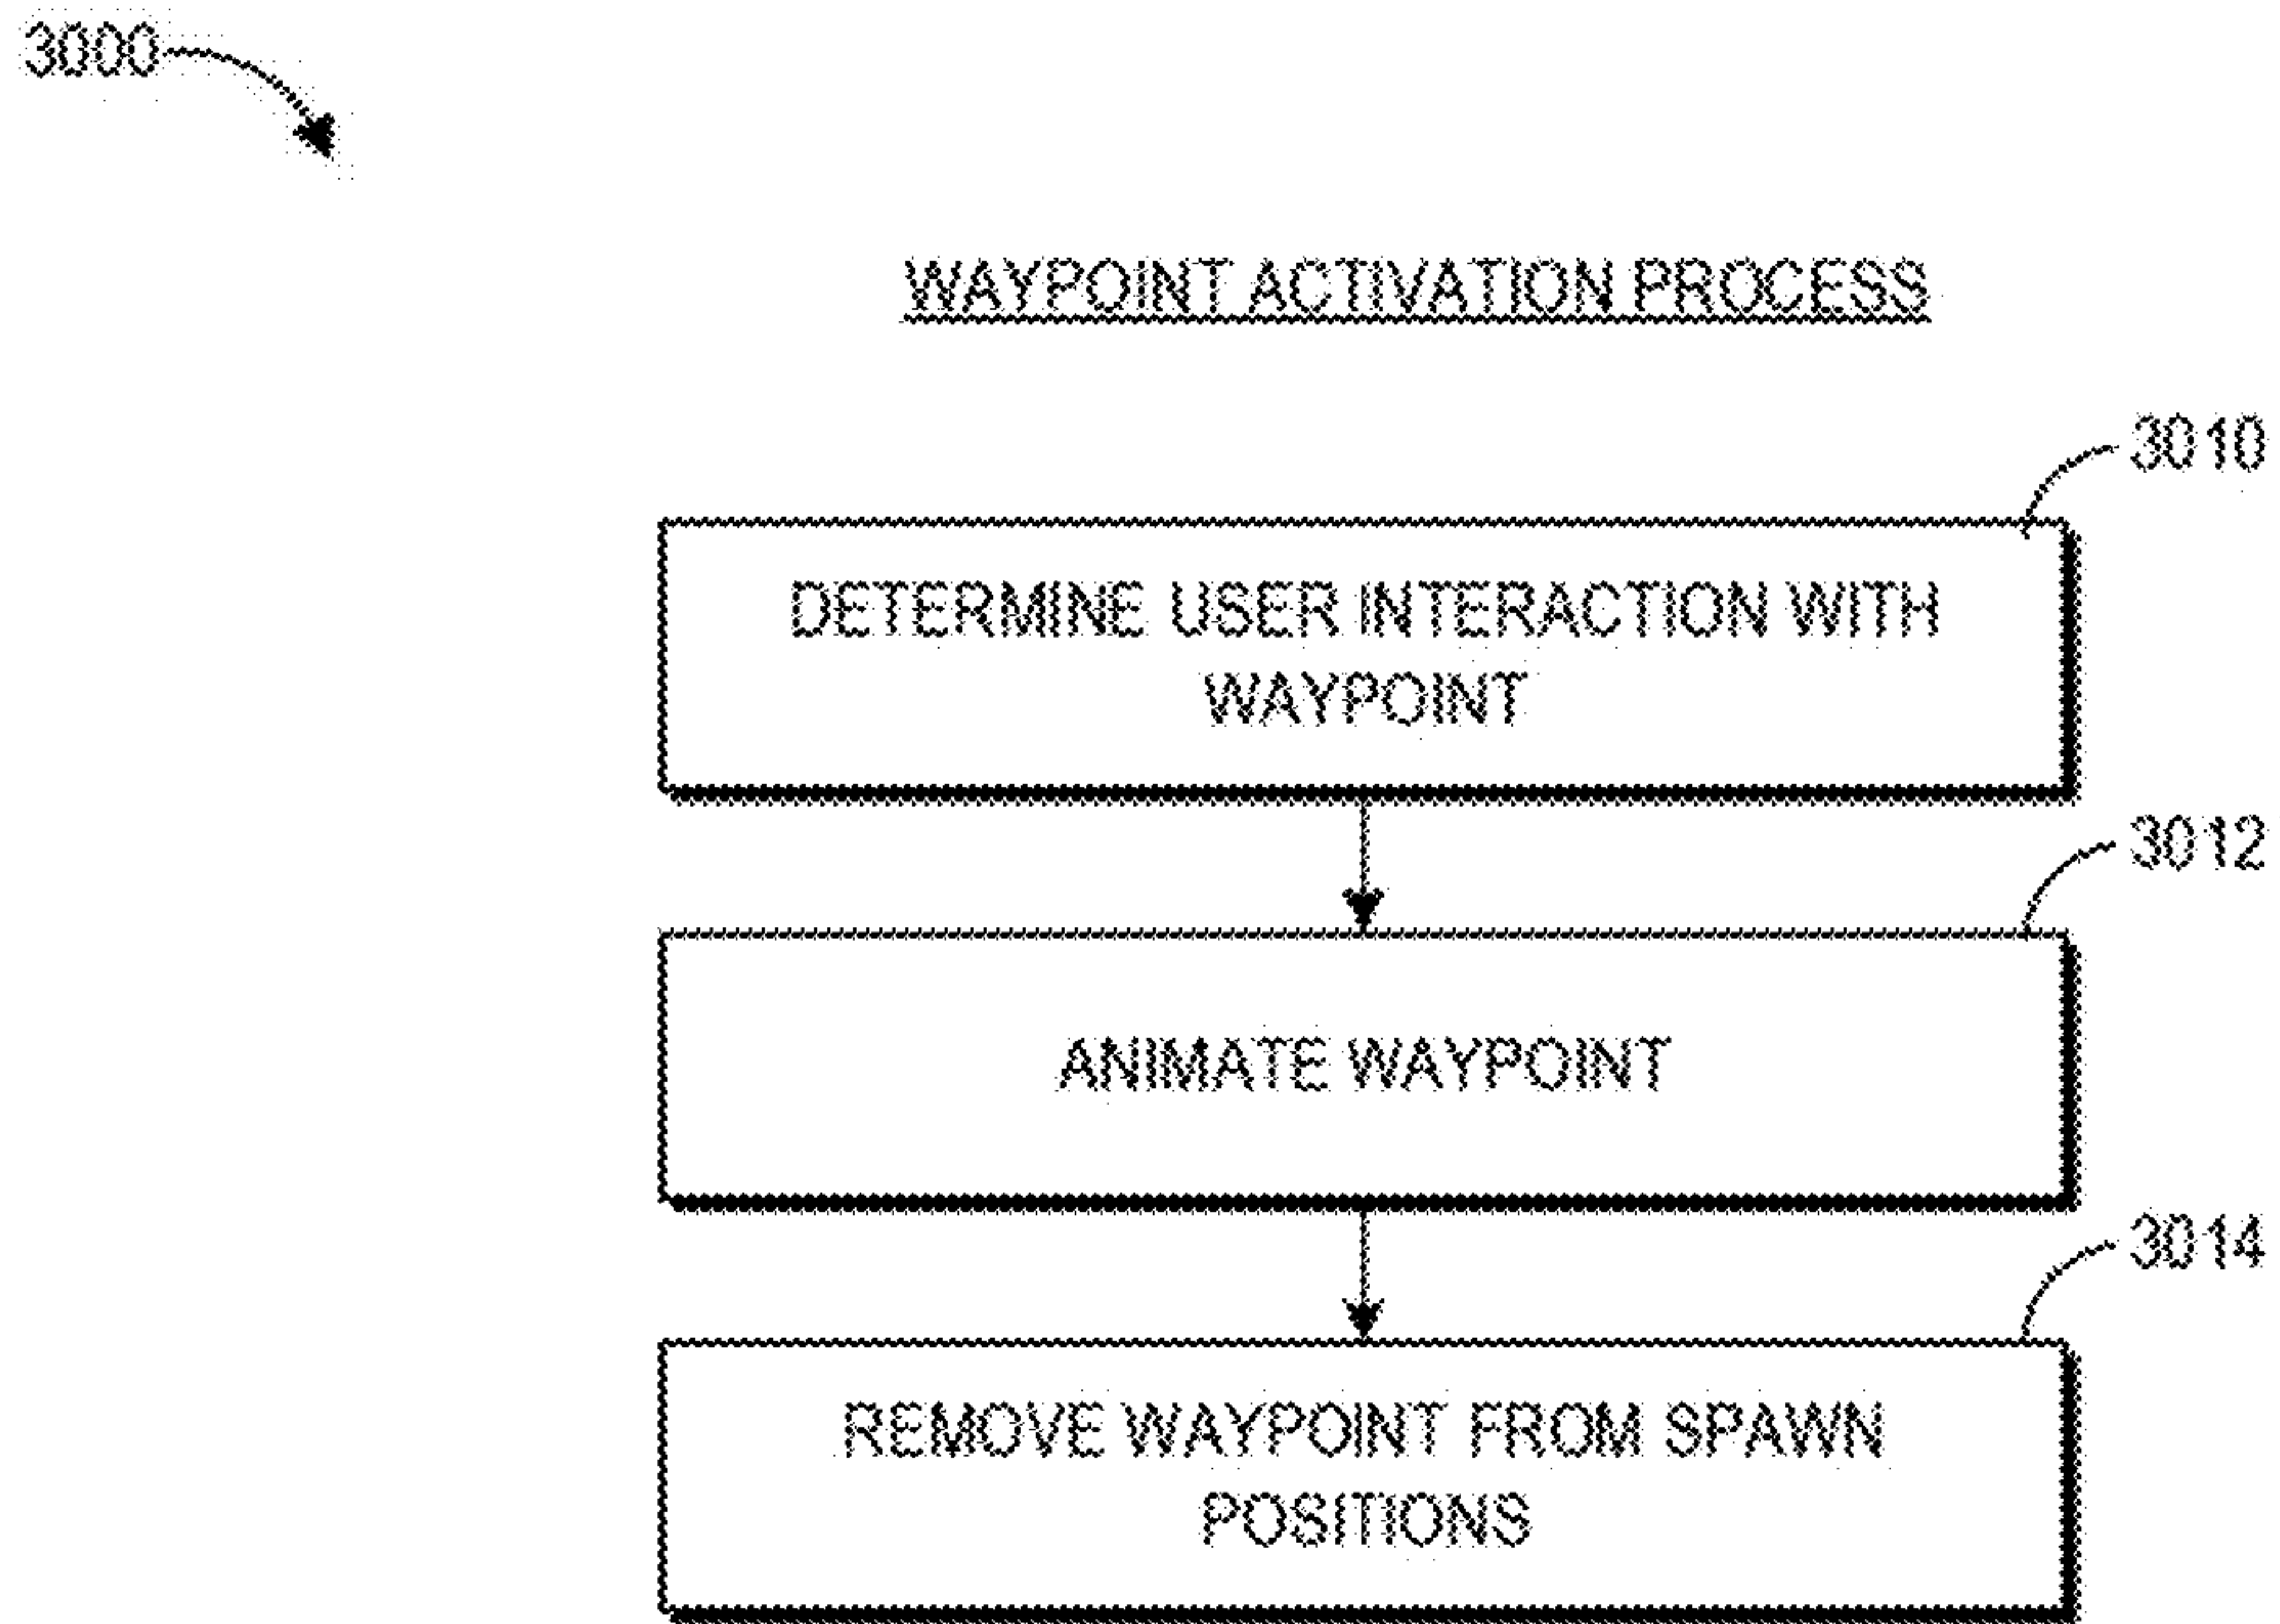 3000
WAYPOINT ACTIVATION PROCESS
3010
DETERMINE USER INTERACTION WITH
WAYPOINT
3012
ANIMATE WAYPOINT
3014
REMOVE WAYPOINT FROM SPAWN
POSITIONS